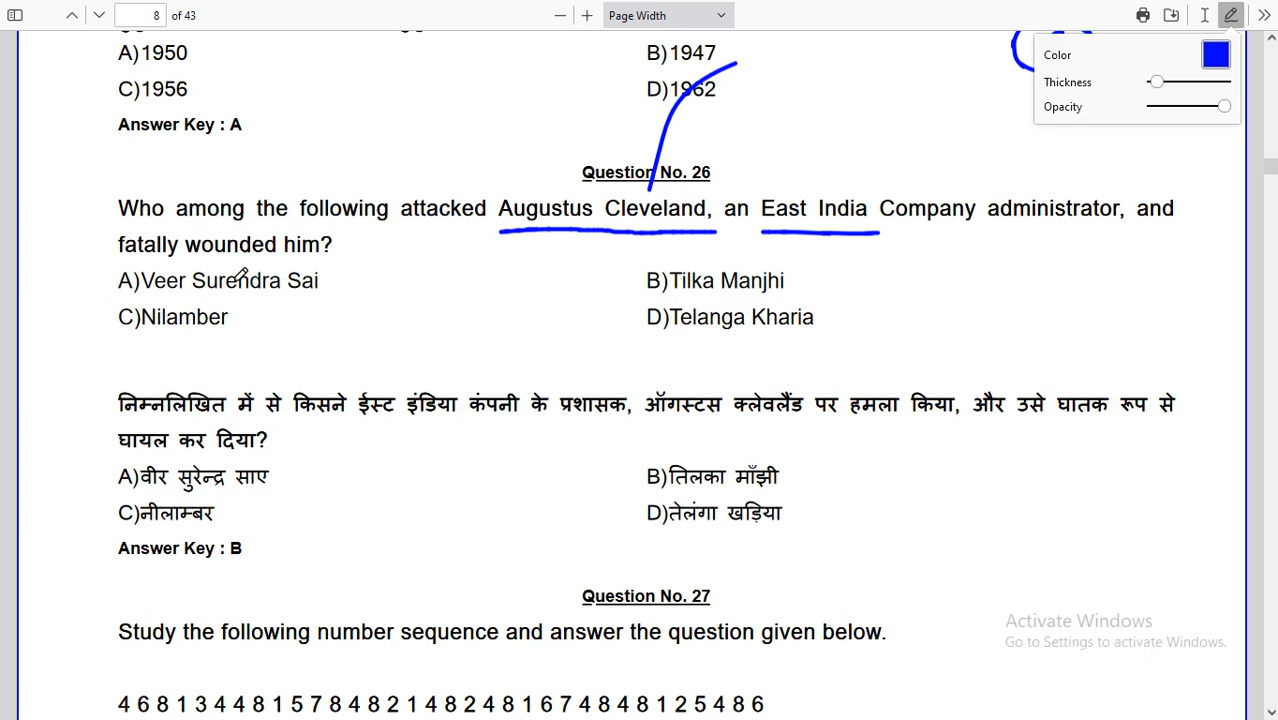 8 of 43
Page Width
Color
Thickness
Opacity
A)1950 B)1947
C)1956 D)1962
Answer Key : A
Question No. 26
Who among the following attacked Augustus Cleveland, an East India Company administrator, and
fatally wounded him?
A)Veer Surendra Sai B)Tilka Manjhi
C)Nilamber D)Telanga Kharia
निम्नलिखित में से किसने ईस्ट इंडिया कंपनी के प्रशासक, ऑगस्टस क्लेवलैंड पर हमला किया, और उसे घातक रूप से
घायल कर दिया?
A)वीर सुरेन्द्र साए B)तिलका माँझी
C)नीलाम्बर D)तेलंगा खड़िया
Answer Key : B
Question No. 27
Study the following number sequence and answer the question given below.
Activate Windows
Go to Settings to activate Windows.
4 6 8 1 3 4 4 8 1 5 7 8 4 8 2 1 4 8 2 4 8 1 6 7 4 8 4 8 1 2 5 4 8 6